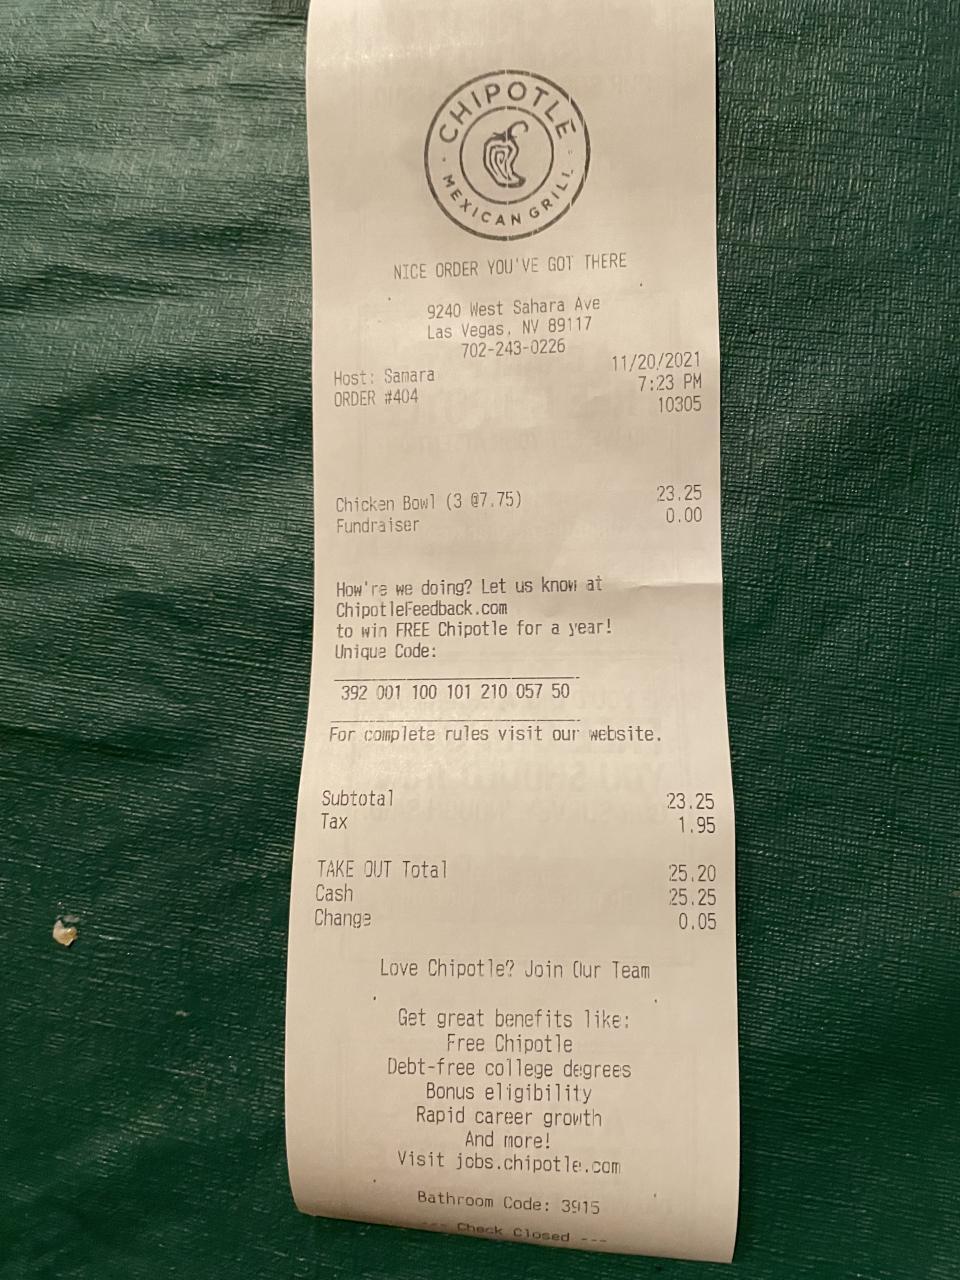 CHIPOTLE
MEXICAN GRILL
NICE ORDER YOU'VE GOT THERE
9240 West Sahara Ave
Las Vegas, NV 89117
702-243-0226
Host: Samara 11/20/2021
ORDER #404 7:23 PM
10305
Chicken Bowl (3 @7.75) 23.25
Fundraiser 0.00
How're we doing? Let us know at
ChipotleFeedback.com
to win FREE Chipotle for a year!
Unique Code:
392 001 100 101 210 057 50
For complete rules visit our website.
Subtotal 23.25
Tax 1.95
TAKE OUT Total 25.20
Cash 25.25
Change 0.05
Love Chipotle? Join Our Team
Get great benefits like:
Free Chipotle
Debt-free college degrees
Bonus eligibility
Rapid career growth
And more!
Visit jobs.chipotle.com
Bathroom Code: 3915
--- Check Closed ---